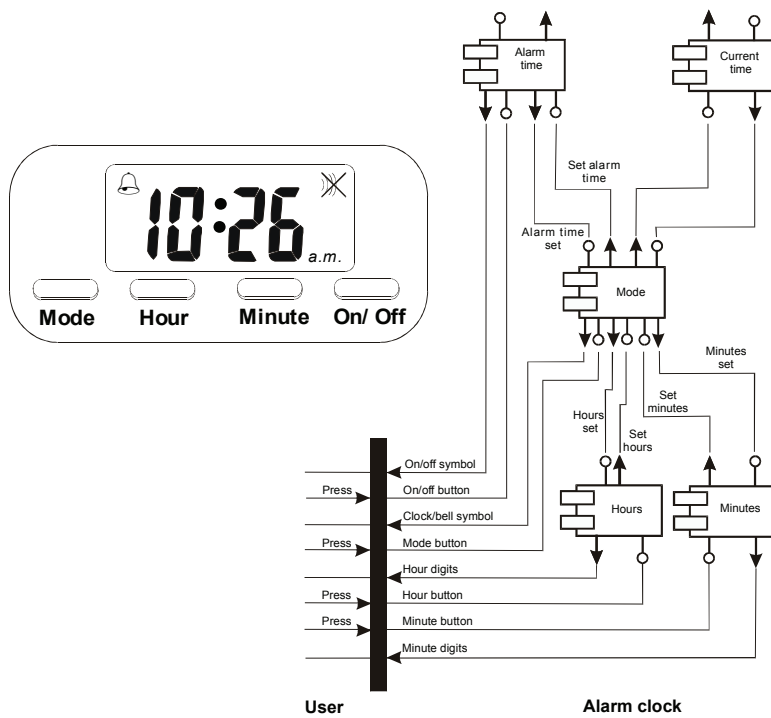 10:26
a.m.
Mode
Hour
Minute
On/ Off
Alarm
time
Current
time
Set alarm
time
Alarm time
set
Mode
Minutes
set
Set
minutes
Hours
set
Set
hours
Hours
Minutes
On/off symbol
Press
On/off button
Clock/bell symbol
Press
Mode button
Hour digits
Press
Hour button
Press
Minute button
Minute digits
User
Alarm clock